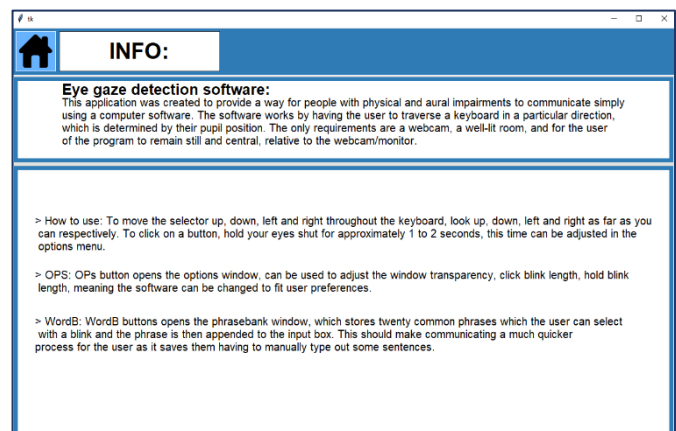 tk
INFO:
Eye gaze detection software:
This application was created to provide a way for people with physical and aural impairments to communicate simply
using a computer software. The software works by having the user to traverse a keyboard in a particular direction,
which is determined by their pupil position. The only requirements are a webcam, a well-lit room, and for the user
of the program to remain still and central, relative to the webcam/monitor.
> How to use: To move the selector up, down, left and right throughout the keyboard, look up, down, left and right as far as you
can respectively. To click on a button, hold your eyes shut for approximately 1 to 2 seconds, this time can be adjusted in the
options menu.
> OPS: OPs button opens the options window, can be used to adjust the window transparency, click blink length, hold blink
length, meaning the software can be changed to fit user preferences.
> WordB: WordB buttons opens the phrasebank window, which stores twenty common phrases which the user can select
with a blink and the phrase is then appended to the input box. This should make communicating a much quicker
process for the user as it saves them having to manually type out some sentences.